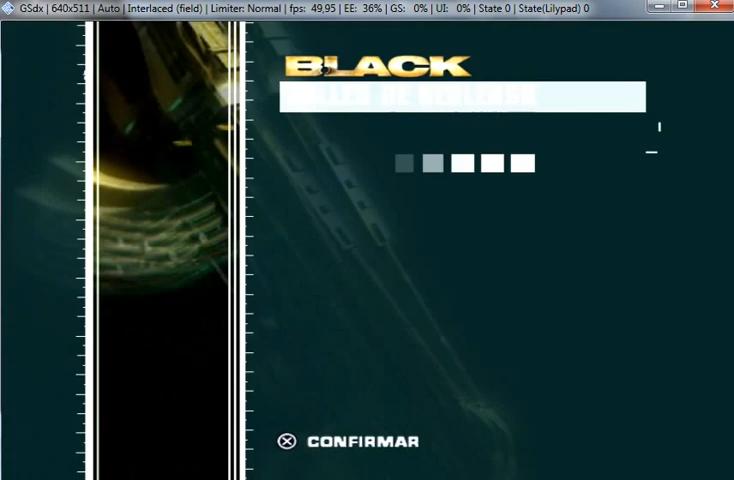 GSdx | 640x511 | Auto | Interlaced (field) | Limiter: Normal | fps: 49,95 | EE: 36% | GS: 0% | UI: 0% | State 0 | State(Lilypad) 0
BLACK
CONFIRMAR